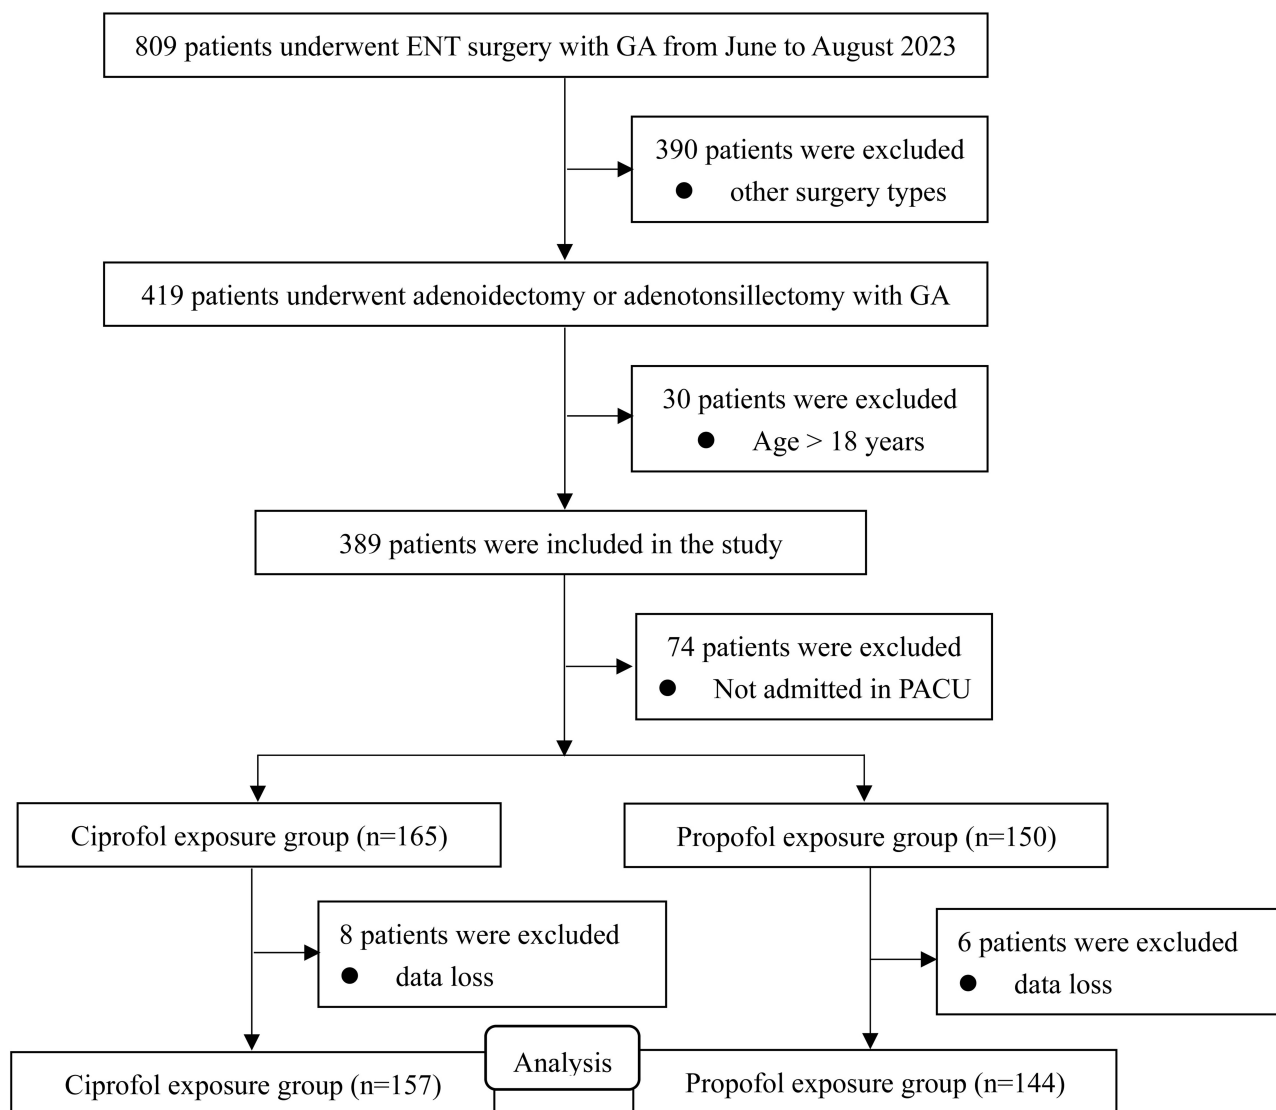 809 patients underwent ENT surgery with GA from June to August 2023
390 patients were excluded
● other surgery types
419 patients underwent adenoidectomy or adenotonsillectomy with GA
30 patients were excluded
● Age > 18 years
389 patients were included in the study
74 patients were excluded
● Not admitted in PACU
Ciprofol exposure group (n=165)
Propofol exposure group (n=150)
8 patients were excluded
● data loss
6 patients were excluded
● data loss
Analysis
Ciprofol exposure group (n=157)
Propofol exposure group (n=144)